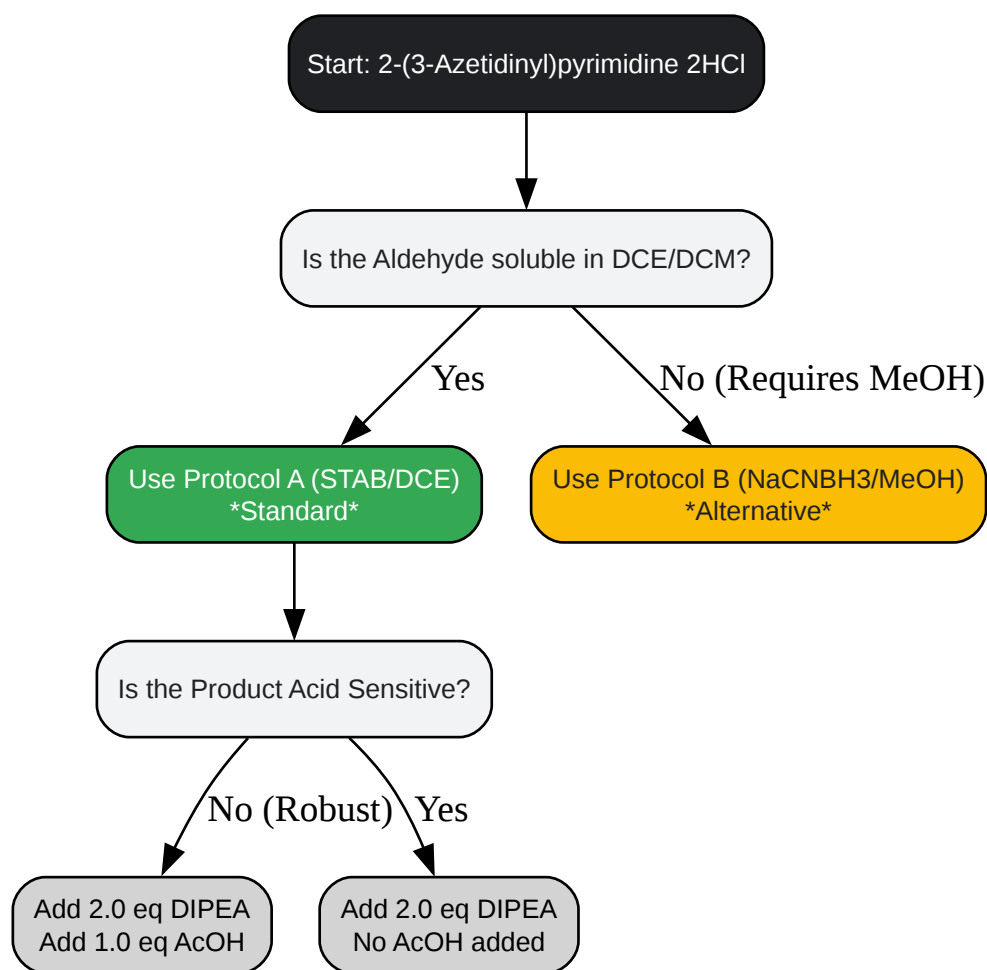 Start: 2-(3-Azetidinyl)pyrimidine 2HCl
Is the Aldehyde soluble in DCE/DCM?
Yes
No (Requires MeOH)
Use Protocol A (STAB/DCE)
*Standard*
Use Protocol B (NaCNBH3/MeOH)
*Alternative*
Is the Product Acid Sensitive?
No (Robust)
Yes
Add 2.0 eq DIPEA
Add 1.0 eq AcOH
Add 2.0 eq DIPEA
No AcOH added